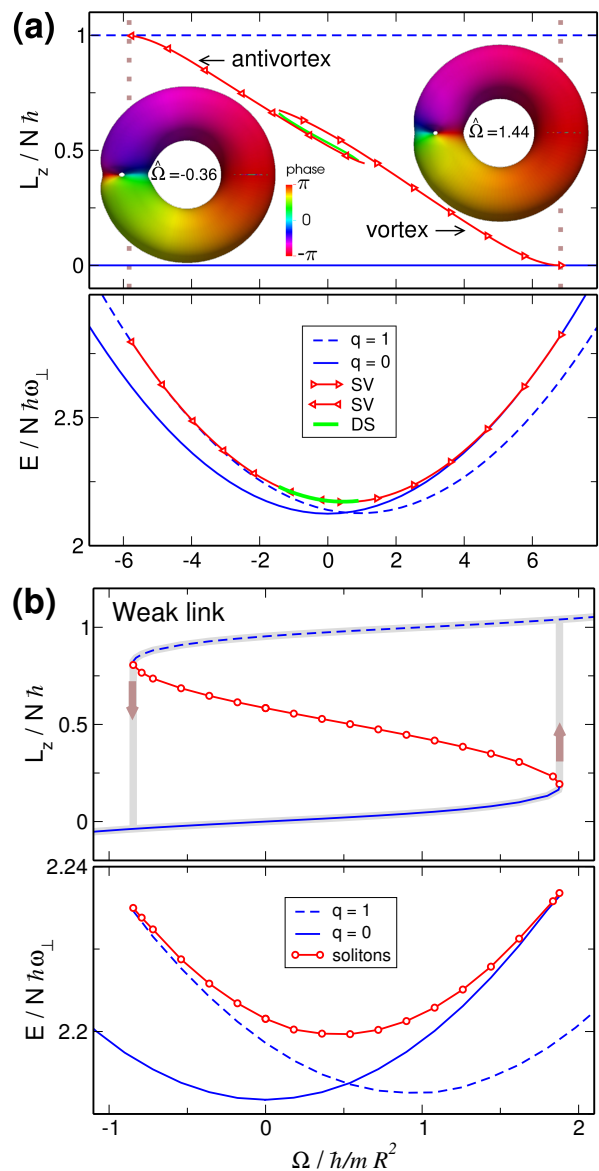 (a)
1
0.5
0
L_z / N ħ
antivortex
vortex
Ω̂ =-0.36
Ω̂ =1.44
phase
π
0
-π
2.5
2
E / N ħω_⊥
q = 1
q = 0
SV
SV
DS
-6 -4 -2 0 2 4 6
(b)
Weak link
1
0.5
0
L_z / N ħ
2.24
2.2
E / N ħω_⊥
q = 1
q = 0
solitons
-1 0 1 2
Ω / ħ/m R²